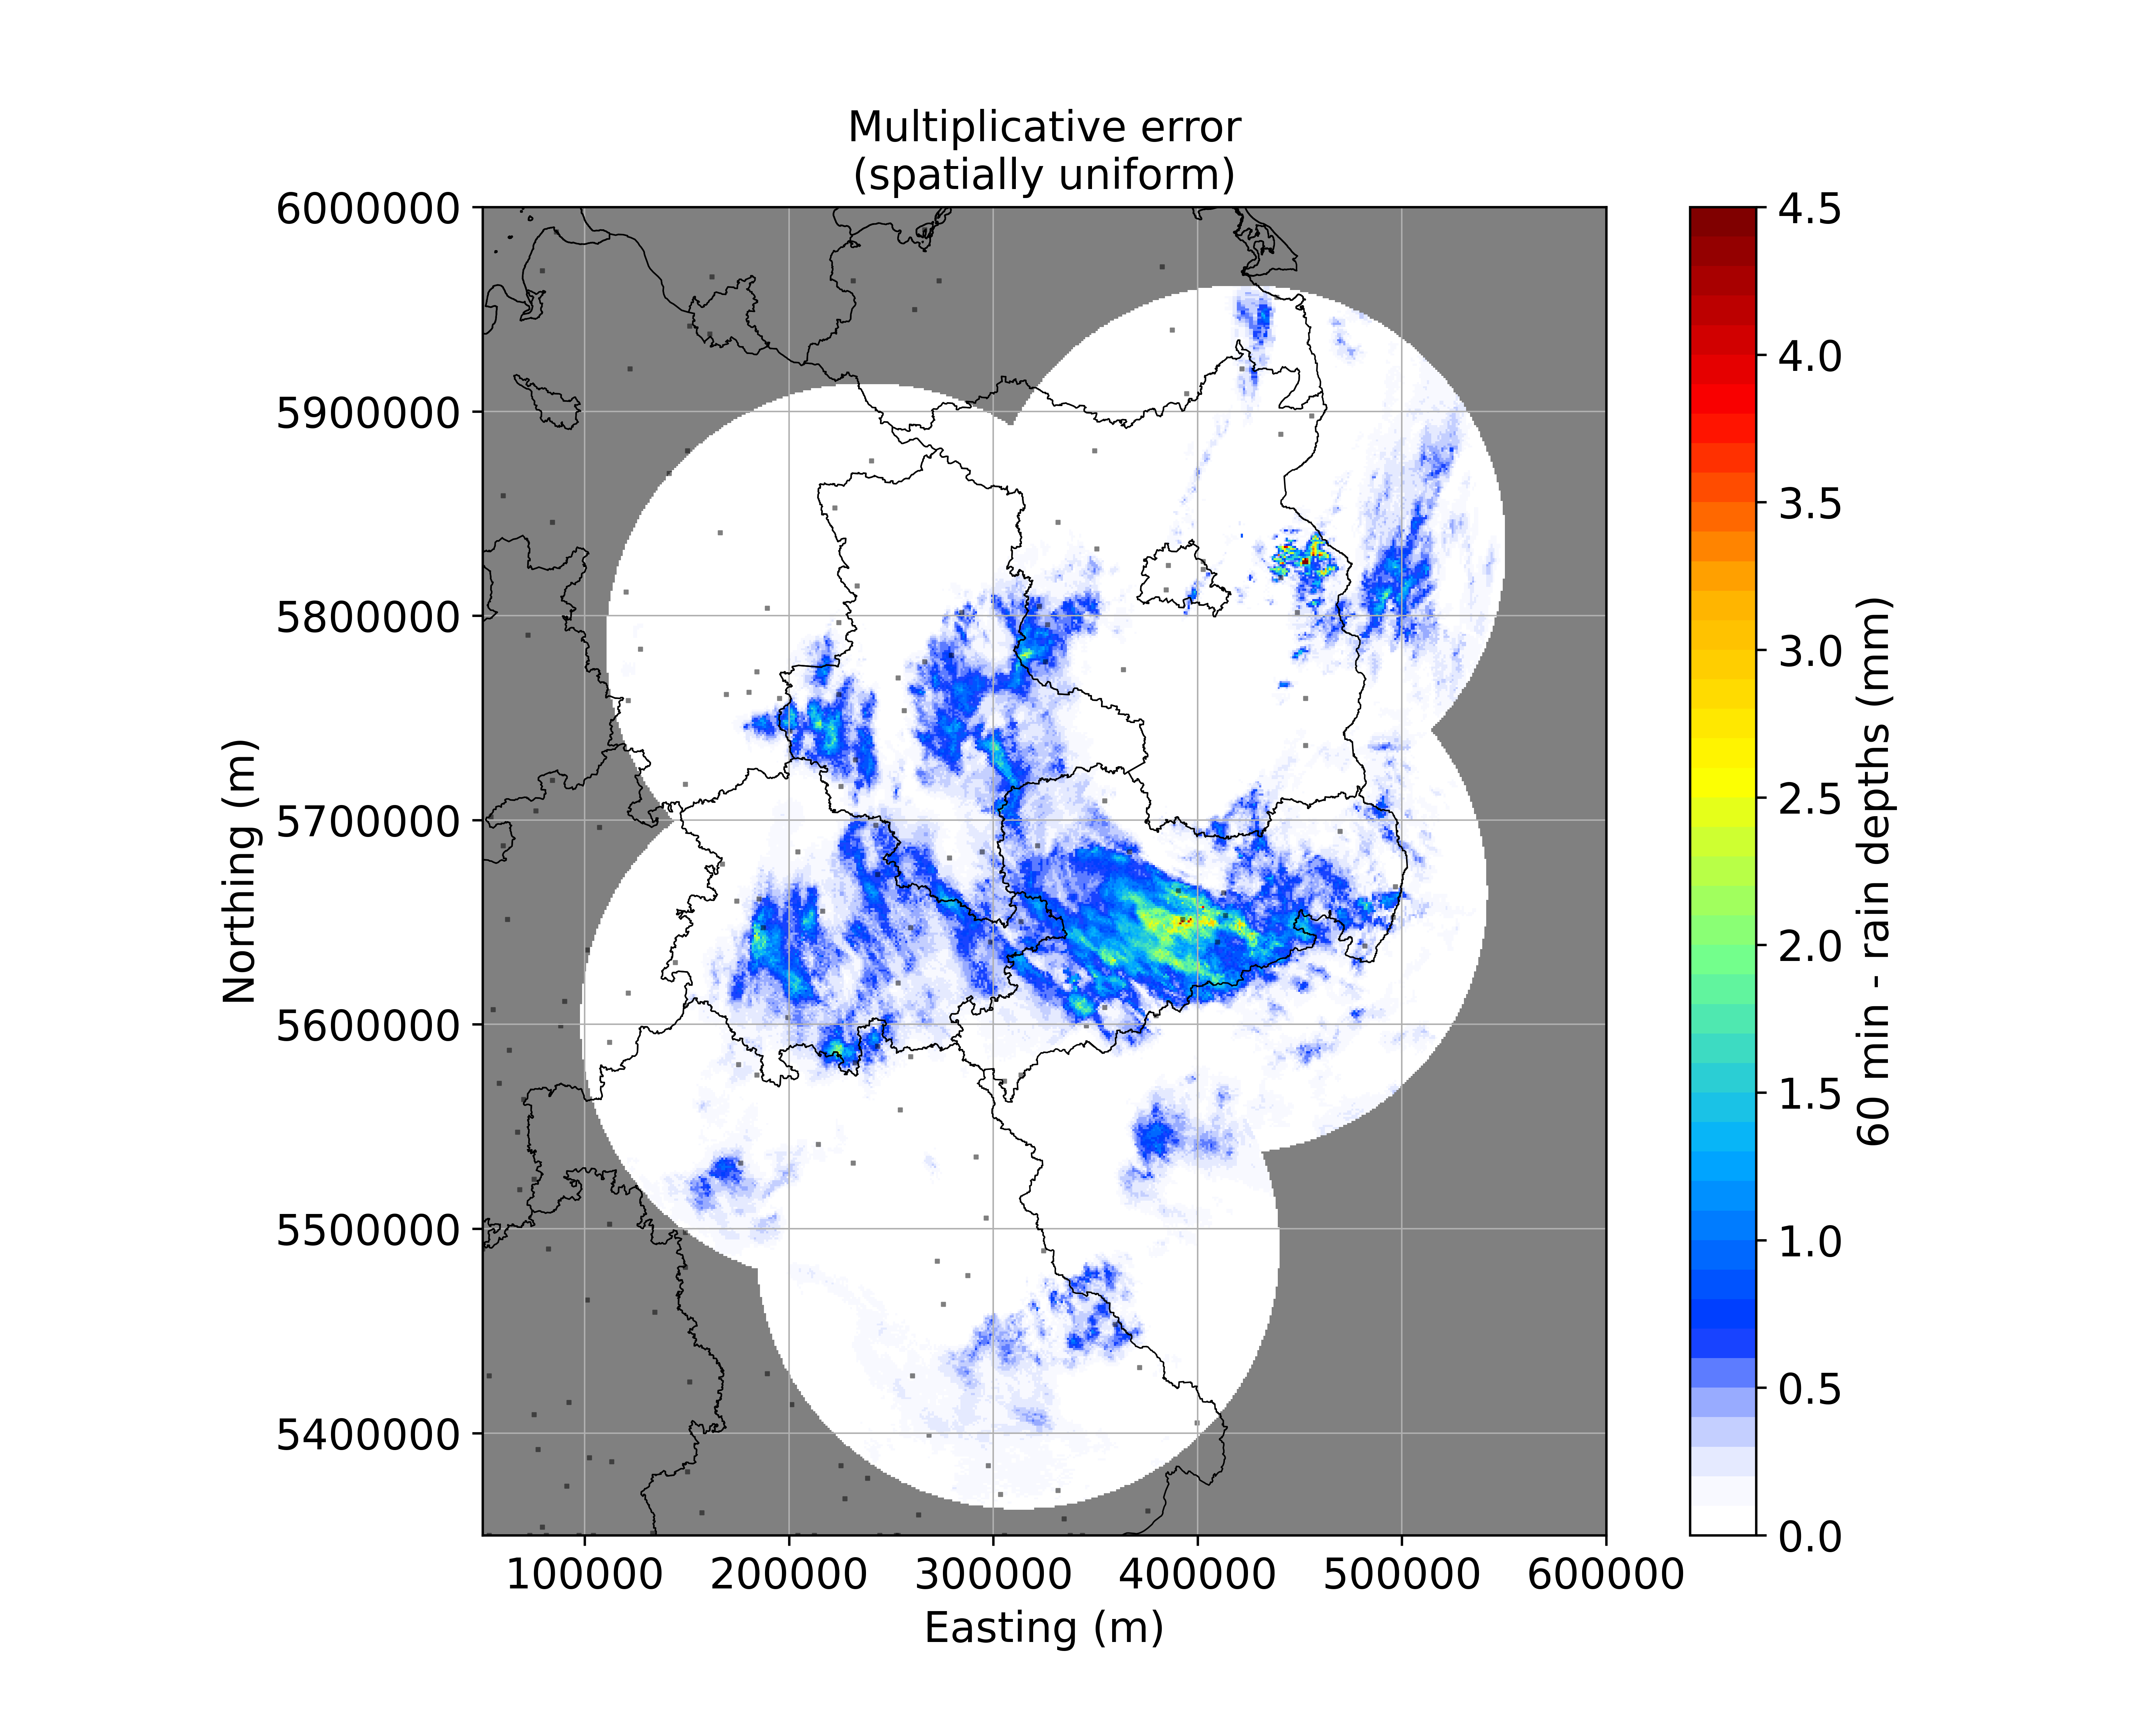 Multiplicative error
(spatially uniform)
6000000
5900000
5800000
5700000
5600000
5500000
5400000
Northing (m)
100000 200000 300000 400000 500000 600000
Easting (m)
4.5
4.0
3.5
3.0
2.5
2.0
1.5
1.0
0.5
0.0
60 min - rain depths (mm)